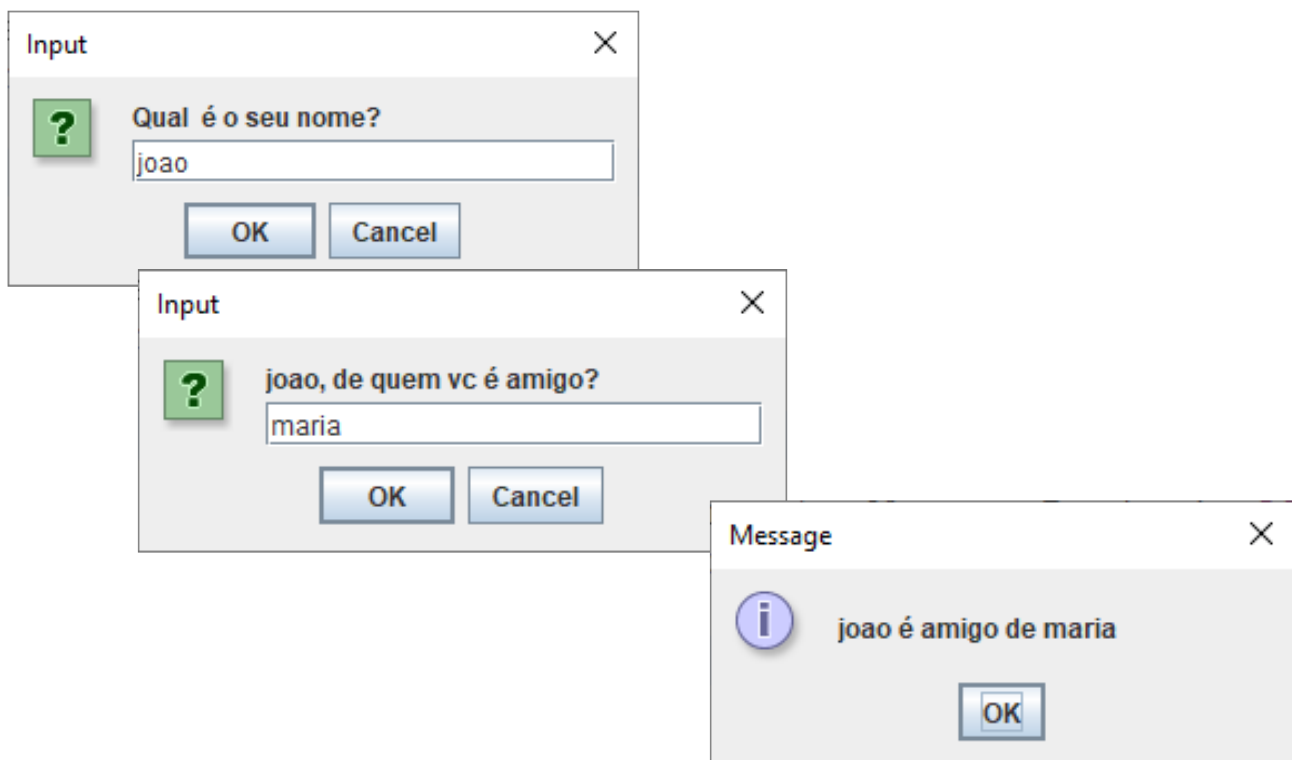 Input
Qual  é o seu nome?
joao
OK Cancel
Input
joao, de quem vc é amigo?
maria
OK Cancel
Message
joao é amigo de maria
OK